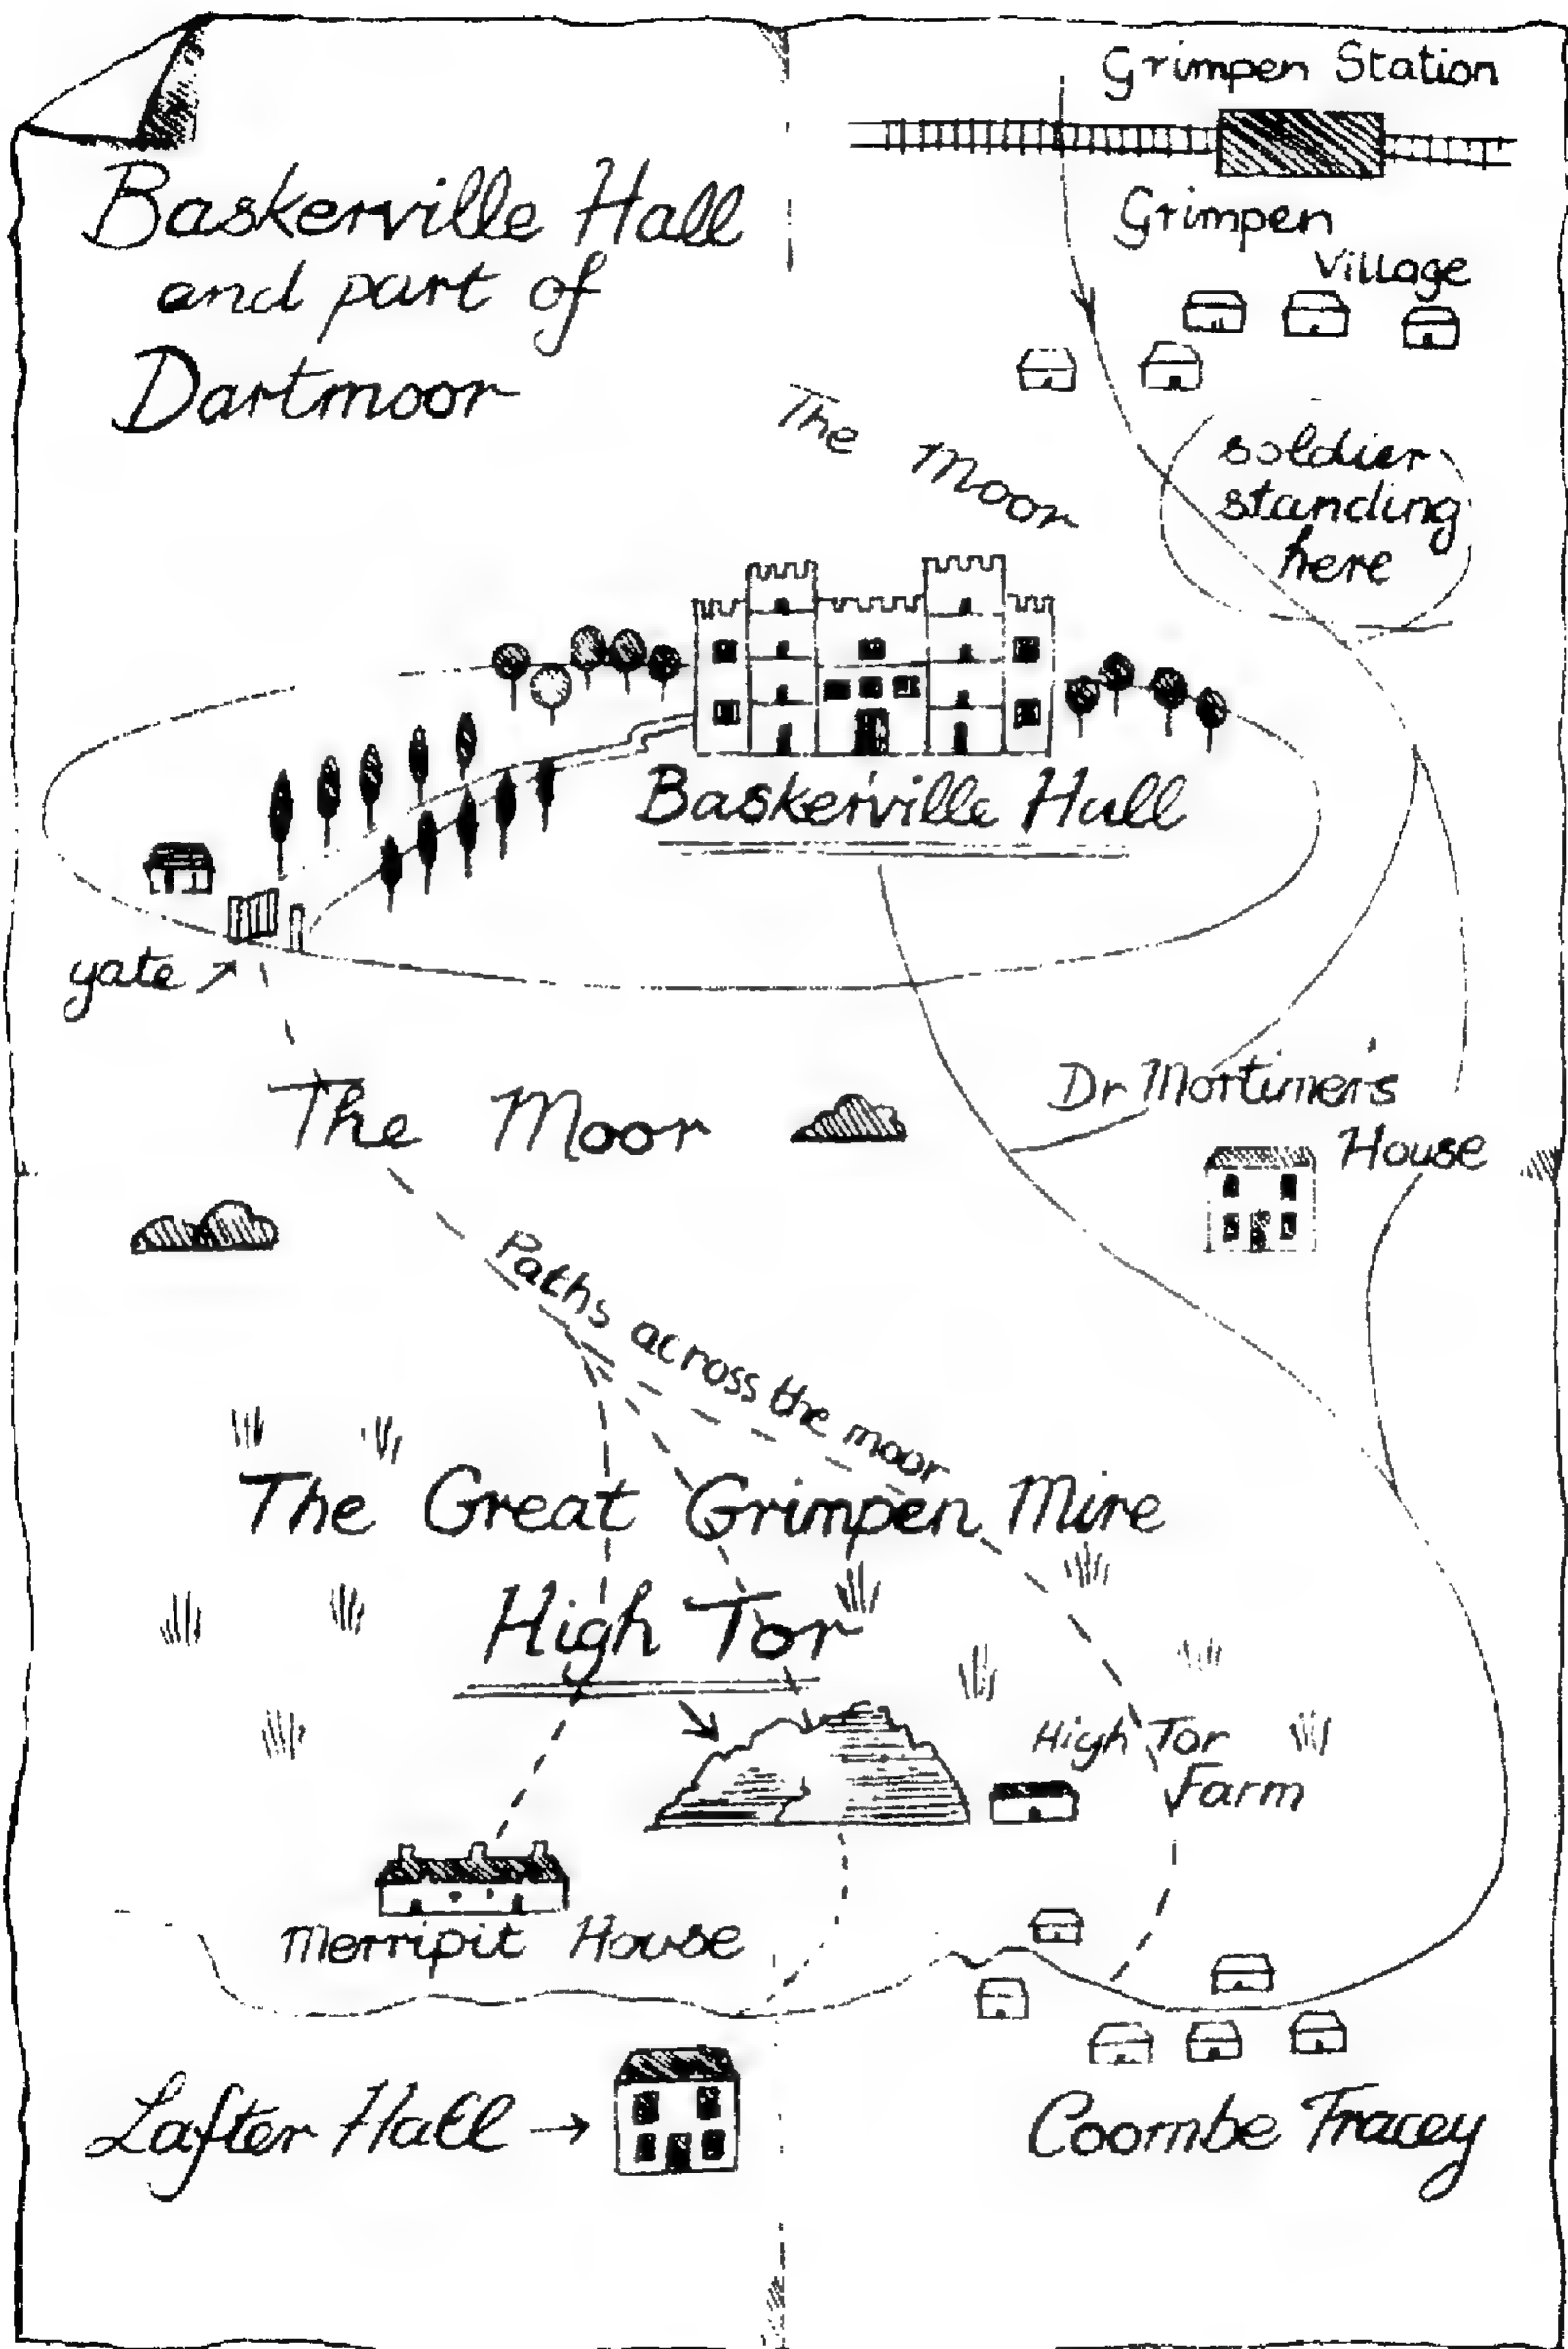 Grimpen Station
Baskerville Hall
and part of
Dartmoor
Grimpen
Village
The Moor
soldier
standing
here
Baskerville Hall
gate
The Moor
Dr Mortimer's
House
Paths across the moor
The Great Grimpen Mire
High Tor
High Tor
Farm
Merripit House
Lafter Hall
Coombe Tracey